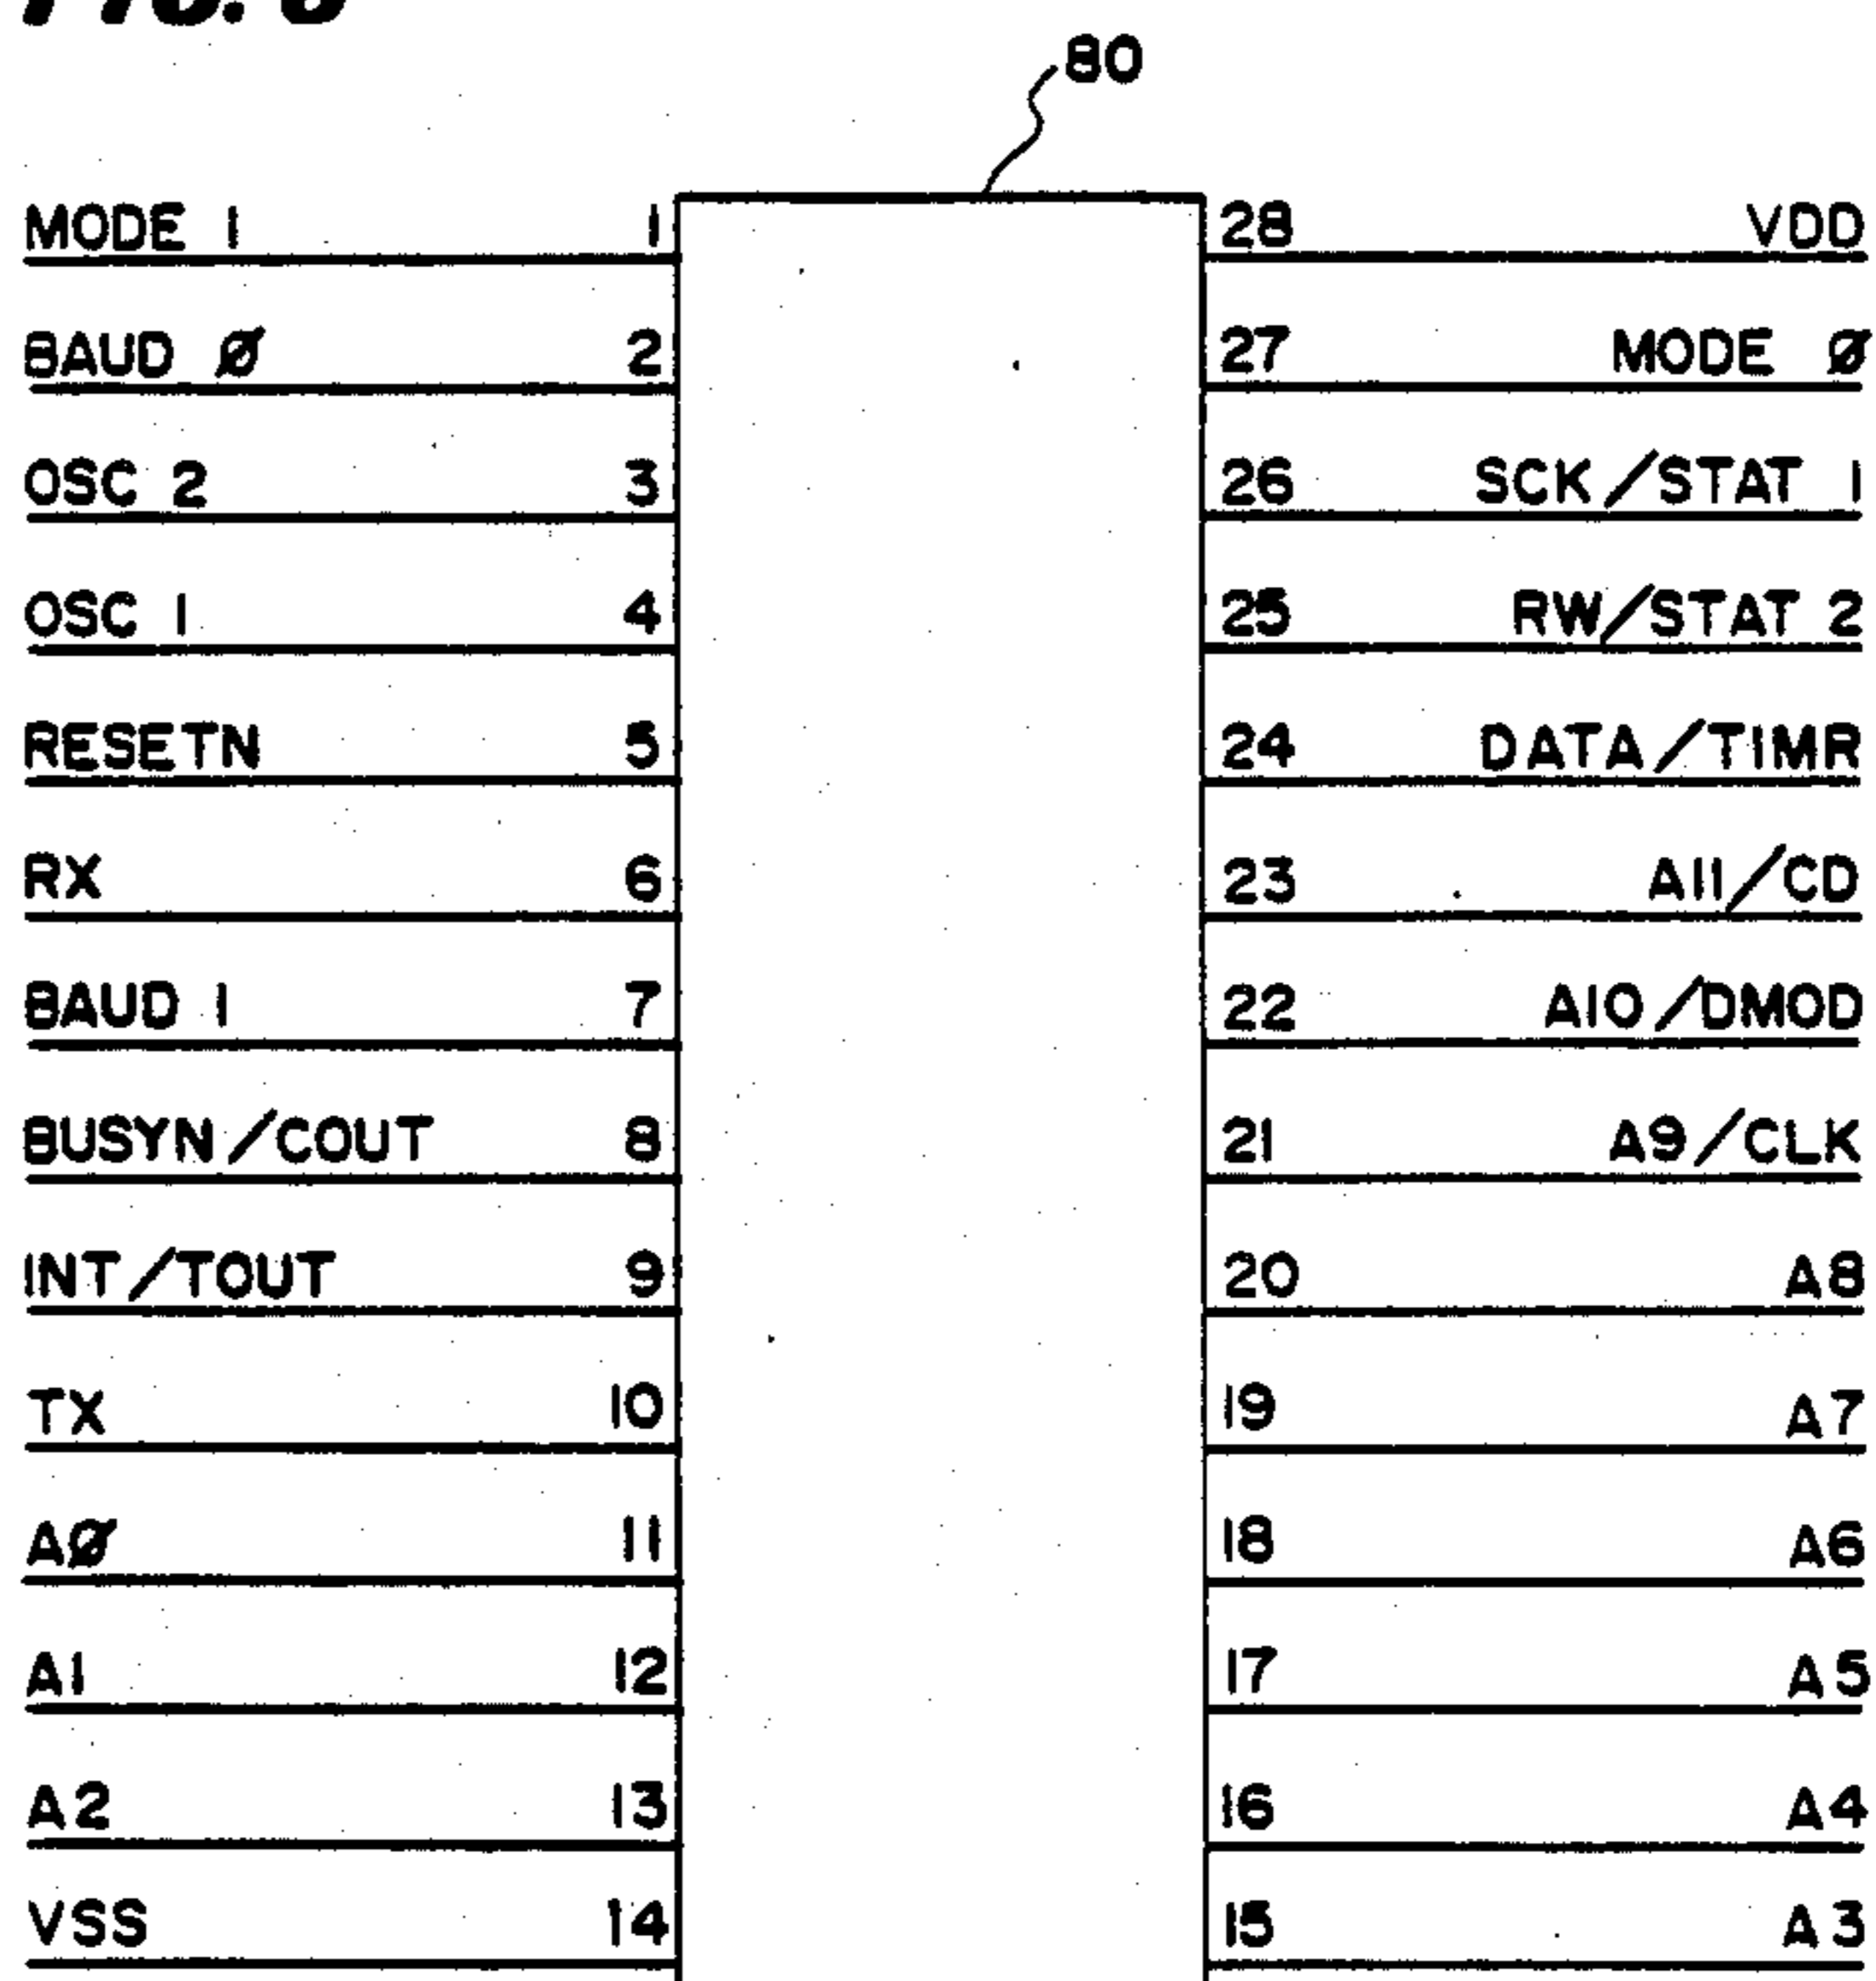 80
MODE 1 1 28 VDD
BAUD Ø 2 27 MODE Ø
OSC 2 3 26 SCK/STAT 1
OSC 1 4 25 RW/STAT 2
RESETN 5 24 DATA/TIMR
RX 6 23 A11/CD
BAUD 1 7 22 A10/DMOD
BUSYN/COUT 8 21 A9/CLK
INT/TOUT 9 20 A8
TX 10 19 A7
AØ 11 18 A6
A1 12 17 A5
A2 13 16 A4
VSS 14 15 A3